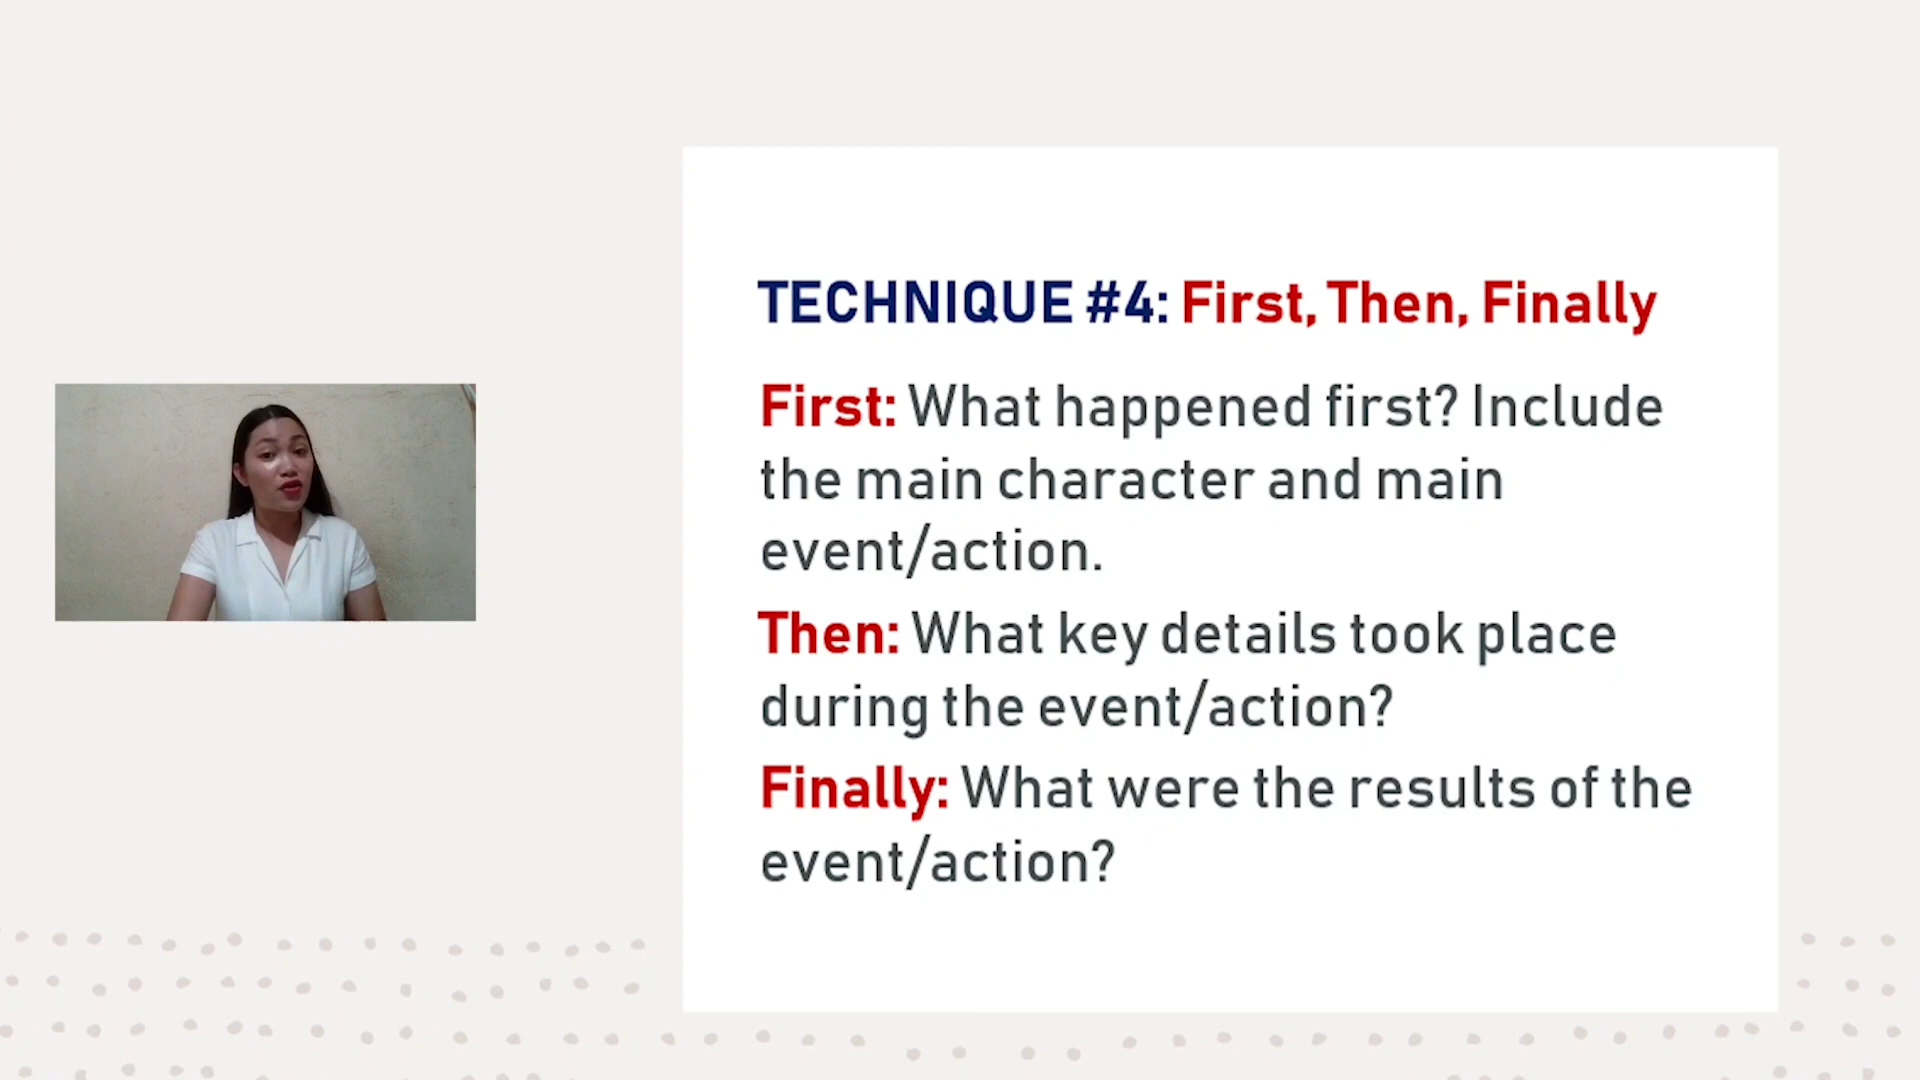 TECHNIQUE #4: First, Then, Finally
First: What happened first? Include
the main character and main
event/action.
Then: What key details took place
during the event/action?
Finally: What were the results of the
event/action?